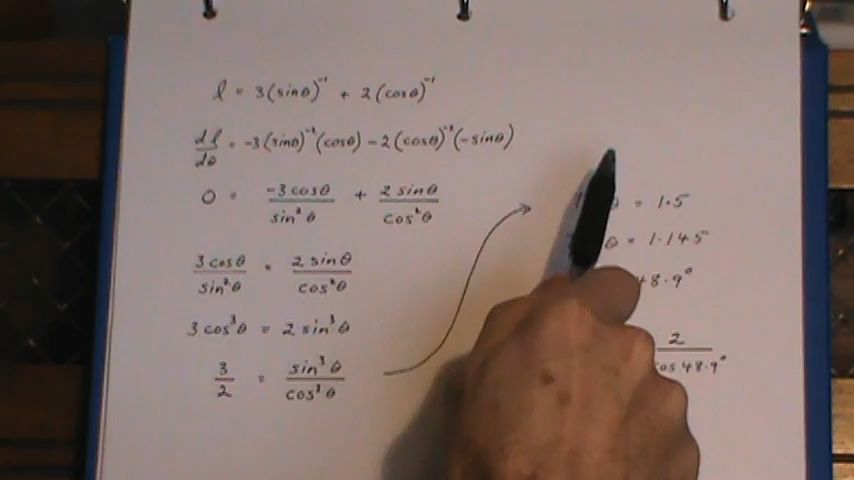 l = 3(sinθ)⁻¹ + 2(cosθ)⁻¹
dl/dθ = -3(sinθ)⁻²(cosθ) - 2(cosθ)⁻²(-sinθ)
0 = -3cosθ/sin²θ + 2sinθ/cos²θ
3cosθ/sin²θ = 2sinθ/cos²θ
3cos³θ = 2sin³θ
3/2 = sin³θ/cos³θ
θ = 1.5
θ = 1.145
48.9°
2/cos48.9°